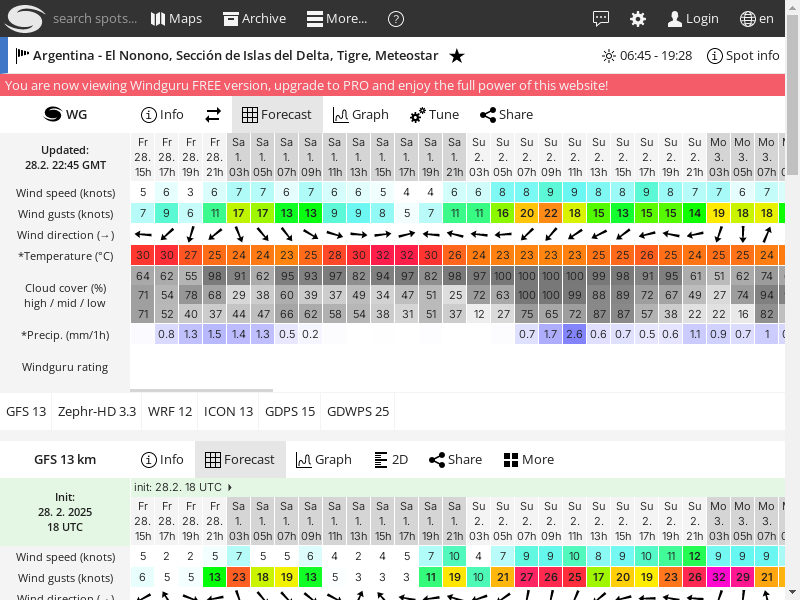 search spots... Maps Archive More... ? Login en
Argentina - El Nonono, Sección de Islas del Delta, Tigre, Meteostar ★ 06:45 - 19:28 Spot info
You are now viewing Windguru FREE version, upgrade to PRO and enjoy the full power of this website!
WG Info Forecast Graph Tune Share
Updated:
28.2. 22:45 GMT
Fr Fr Fr Fr Sa Sa Sa Sa Sa Sa Sa Sa Sa Sa Su Su Su Su Su Su Su Su Su Su Mo Mo Mo
28. 28. 28. 28. 1. 1. 1. 1. 1. 1. 1. 1. 1. 1. 2. 2. 2. 2. 2. 2. 2. 2. 2. 2. 3. 3. 3.
15h 17h 19h 21h 03h 05h 07h 09h 11h 13h 15h 17h 19h 21h 03h 05h 07h 09h 11h 13h 15h 17h 19h 21h 03h 05h 07h
Wind speed (knots) 5 6 3 6 7 7 6 7 6 6 5 4 4 6 6 8 8 9 9 8 8 9 8 7 7 6 7
Wind gusts (knots) 7 9 6 11 17 17 13 13 9 9 8 5 7 11 11 16 20 22 18 15 13 15 15 14 19 18 18
Wind direction (→)
*Temperature (°C) 30 30 27 25 24 24 23 25 28 30 32 32 30 26 24 23 23 23 23 25 25 26 25 24 25 25 24
Cloud cover (%)
high / mid / low
64 62 55 98 91 62 95 93 97 82 94 97 82 98 97 100 100 100 100 99 98 91 95 61 51 62 74
71 54 78 68 29 38 60 39 37 49 34 47 51 25 72 63 100 100 99 88 89 72 67 49 27 74 94
71 52 40 37 44 47 66 62 58 54 38 31 51 37 12 27 75 65 72 87 87 57 38 22 22 16 82
*Precip. (mm/1h) 0.8 1.3 1.5 1.4 1.3 0.5 0.2 0.7 1.7 2.6 0.6 0.7 0.5 0.6 1.1 0.9 0.7 1
Windguru rating
GFS 13 Zephr-HD 3.3 WRF 12 ICON 13 GDPS 15 GDWPS 25
GFS 13 km Info Forecast Graph 2D Share More
Init:
28. 2. 2025
18 UTC
init: 28.2. 18 UTC
Fr Fr Fr Fr Sa Sa Sa Sa Sa Sa Sa Sa Sa Sa Su Su Su Su Su Su Su Su Su Su Mo Mo Mo
28. 28. 28. 28. 1. 1. 1. 1. 1. 1. 1. 1. 1. 1. 2. 2. 2. 2. 2. 2. 2. 2. 2. 2. 3. 3. 3.
15h 17h 19h 21h 03h 05h 07h 09h 11h 13h 15h 17h 19h 21h 03h 05h 07h 09h 11h 13h 15h 17h 19h 21h 03h 05h 07h
Wind speed (knots) 5 2 2 5 7 5 5 6 4 2 4 5 7 10 4 7 9 9 10 8 9 10 11 12 9 9 9
Wind gusts (knots) 6 5 5 13 23 18 19 13 5 3 3 3 11 19 10 21 27 26 25 17 20 19 23 26 32 29 21
Wind direction (→)